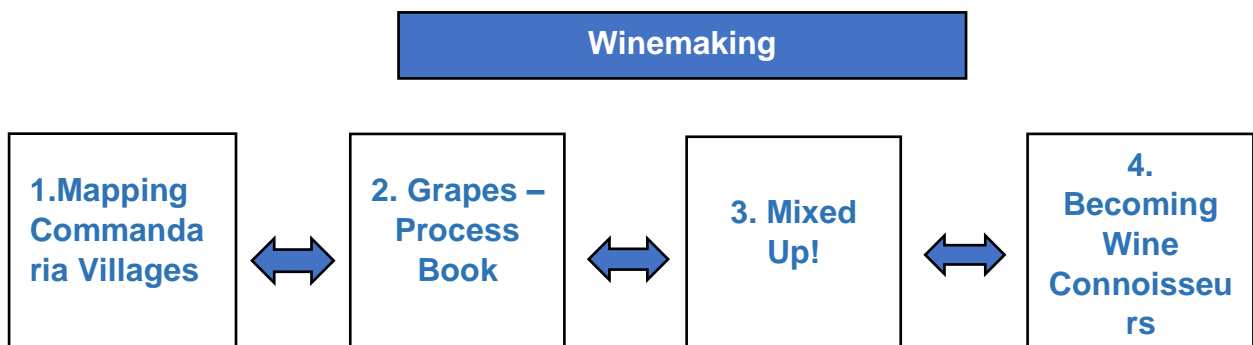 Winemaking
1.Mapping
Commanda
ria Villages
2. Grapes –
Process
Book
3. Mixed
Up!
4.
Becoming
Wine
Connoisseu
rs